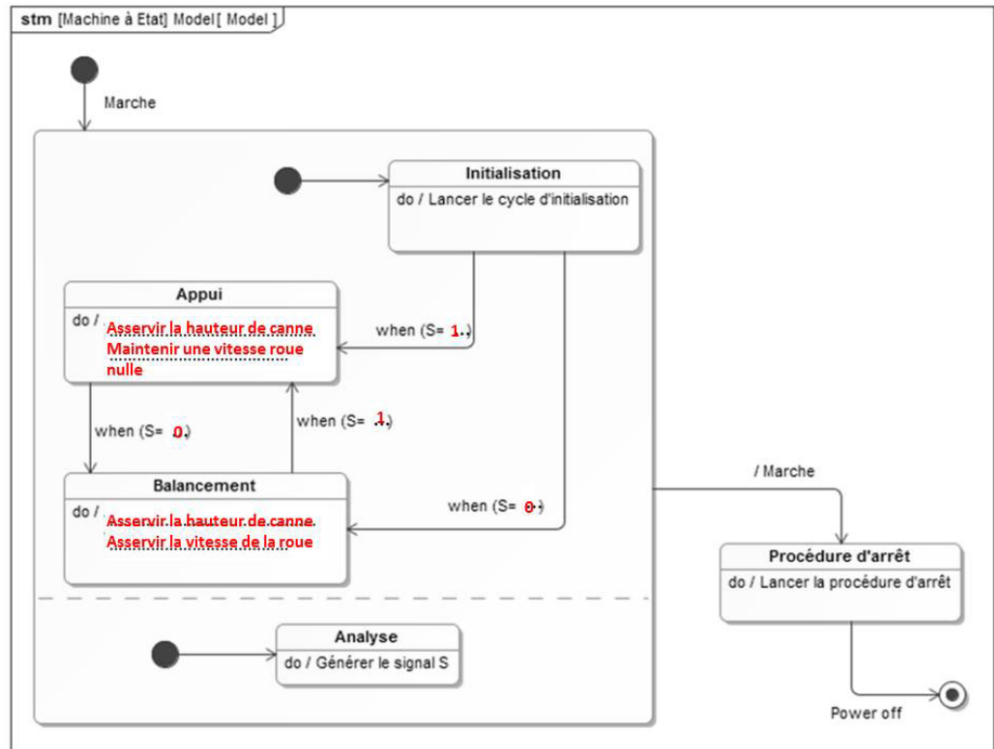 stm [Machine à Etat] Model[ Model ]
Marche
Initialisation
do / Lancer le cycle d'initialisation
Appui
do / Asservir la hauteur de canne
Maintenir une vitesse roue
nulle
when (S= 1.)
when (S= 0.)
when (S= .1.)
Balancement
do / Asservir la hauteur de canne
Asservir la vitesse de la roue
when (S= 0..)
/ Marche
Procédure d'arrêt
do / Lancer la procédure d'arrêt
Analyse
do / Générer le signal S
Power off